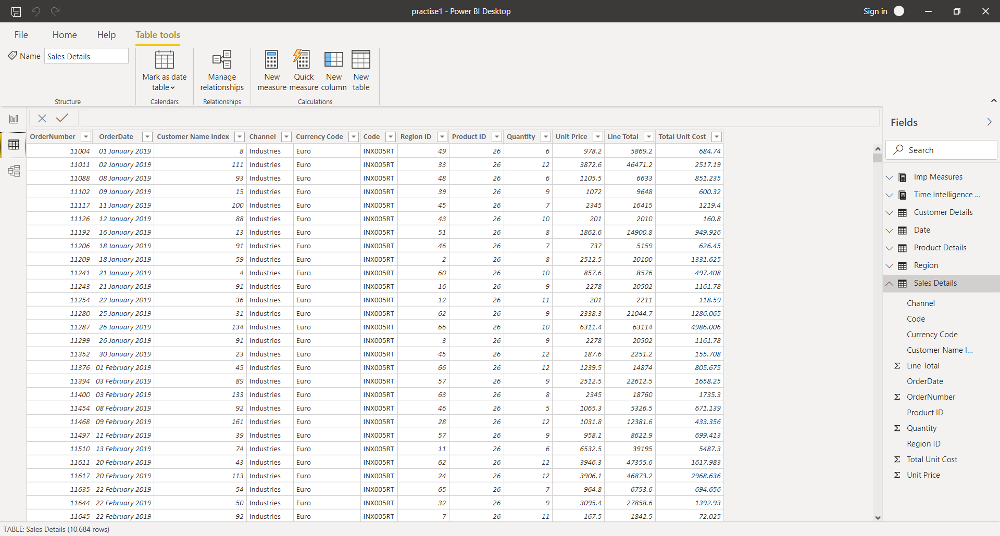 practise1 - Power BI Desktop
Sign in
File Home Help Table tools
Name Sales Details
Mark as date table
Manage relationships
New measure
Quick measure
New column
New table
Structure Calendars Relationships Calculations
OrderNumber OrderDate Customer Name Index Channel Currency Code Code Region ID Product ID Quantity Unit Price Line Total Total Unit Cost
11004 01 January 2019 8 Industries Euro INX005RT 49 26 6 978.2 5869.2 684.74
11011 02 January 2019 111 Industries Euro INX005RT 33 26 12 3872.6 46471.2 2517.19
11088 08 January 2019 93 Industries Euro INX005RT 48 26 6 1105.5 6633 851.235
11102 09 January 2019 15 Industries Euro INX005RT 39 26 9 1072 9648 600.32
11117 11 January 2019 100 Industries Euro INX005RT 45 26 7 2345 16415 1219.4
11126 12 January 2019 88 Industries Euro INX005RT 43 26 10 201 2010 160.8
11192 16 January 2019 13 Industries Euro INX005RT 51 26 8 1862.6 14900.8 949.926
11206 18 January 2019 91 Industries Euro INX005RT 46 26 7 737 5159 626.45
11209 18 January 2019 59 Industries Euro INX005RT 2 26 8 2512.5 20100 1331.625
11241 21 January 2019 4 Industries Euro INX005RT 60 26 10 857.6 8576 497.408
11243 21 January 2019 91 Industries Euro INX005RT 16 26 9 2278 20502 1161.78
11254 22 January 2019 36 Industries Euro INX005RT 12 26 11 201 2211 118.59
11280 25 January 2019 31 Industries Euro INX005RT 62 26 9 2338.3 21044.7 1286.065
11287 26 January 2019 134 Industries Euro INX005RT 66 26 10 6311.4 63114 4986.006
11299 26 January 2019 91 Industries Euro INX005RT 3 26 9 2278 20502 1161.78
11352 30 January 2019 23 Industries Euro INX005RT 45 26 12 187.6 2251.2 155.708
11376 01 February 2019 45 Industries Euro INX005RT 66 26 12 1239.5 14874 805.675
11394 03 February 2019 89 Industries Euro INX005RT 57 26 9 2512.5 22612.5 1658.25
11400 03 February 2019 133 Industries Euro INX005RT 63 26 8 2345 18760 1735.3
11454 08 February 2019 92 Industries Euro INX005RT 46 26 5 1065.3 5326.5 671.139
11468 09 February 2019 161 Industries Euro INX005RT 28 26 12 1031.8 12381.6 433.356
11497 11 February 2019 39 Industries Euro INX005RT 57 26 9 958.1 8622.9 699.413
11510 13 February 2019 74 Industries Euro INX005RT 11 26 6 6532.5 39195 5487.3
11611 20 February 2019 43 Industries Euro INX005RT 62 26 12 3946.3 47355.6 1617.983
11617 20 February 2019 113 Industries Euro INX005RT 24 26 12 3906.1 46873.2 2968.636
11635 22 February 2019 54 Industries Euro INX005RT 65 26 7 964.8 6753.6 694.656
11644 22 February 2019 50 Industries Euro INX005RT 32 26 9 3095.4 27858.6 1392.93
11645 22 February 2019 92 Industries Euro INX005RT 7 26 11 167.5 1842.5 72.025
Fields
Search
Imp Measures
Time Intelligence ...
Customer Details
Date
Product Details
Region
Sales Details
Channel
Code
Currency Code
Customer Name I...
Σ Line Total
OrderDate
Σ OrderNumber
Product ID
Σ Quantity
Region ID
Σ Total Unit Cost
Σ Unit Price
TABLE: Sales Details (10,684 rows)